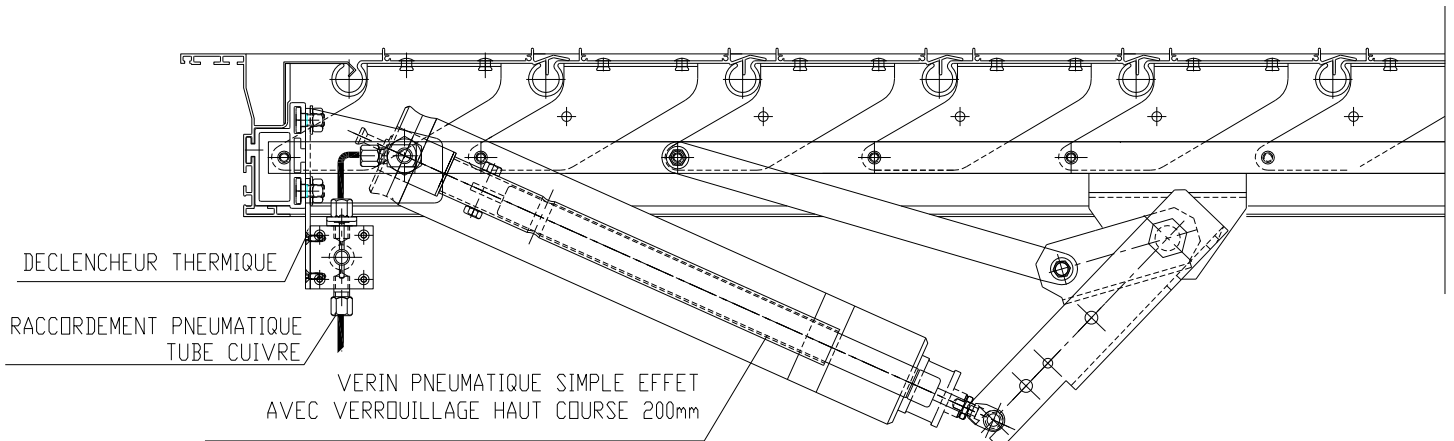 DECLENCHEUR THERMIQUE
RACCORDEMENT PNEUMATIQUE
TUBE CUIVRE
VERIN PNEUMATIQUE SIMPLE EFFET
AVEC VERROUILLAGE HAUT COURSE 200mm